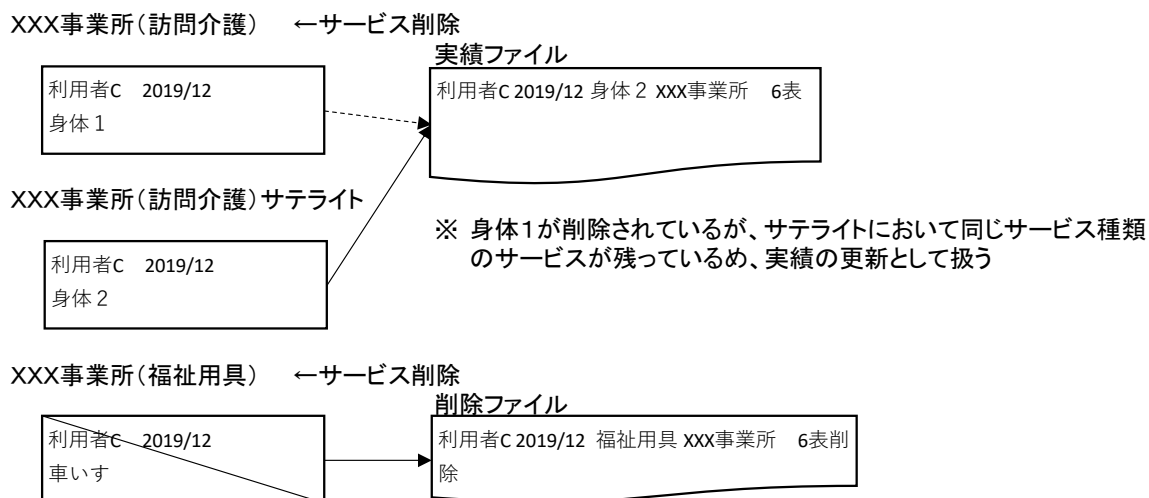 XXX事業所（訪問介護）　←サービス削除
実績ファイル
利用者C　2019/12
身体１
利用者C 2019/12 身体２ XXX事業所　6表
XXX事業所（訪問介護）サテライト
利用者C　2019/12
身体２
※ 身体１が削除されているが、サテライトにおいて同じサービス種類
のサービスが残っているめ、実績の更新として扱う
XXX事業所（福祉用具）　←サービス削除
削除ファイル
利用者C　2019/12
車いす
利用者C 2019/12 福祉用具 XXX事業所　6表削
除